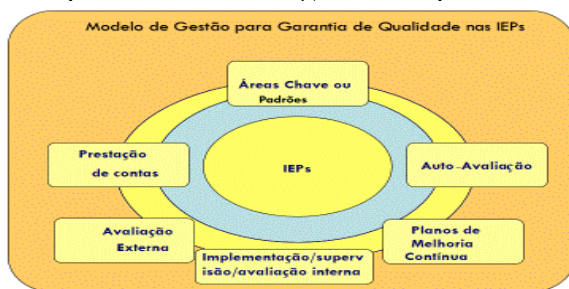 Modelo de Gestão para Garantia de Qualidade nas IEPs
Áreas Chave ou
Padrões
Prestação
de contas
IEPs
Auto-Avaliação
Avaliação
Externa
Implementação/superv
isão/avaliação interna
Planos de
Melhoria
Contínua